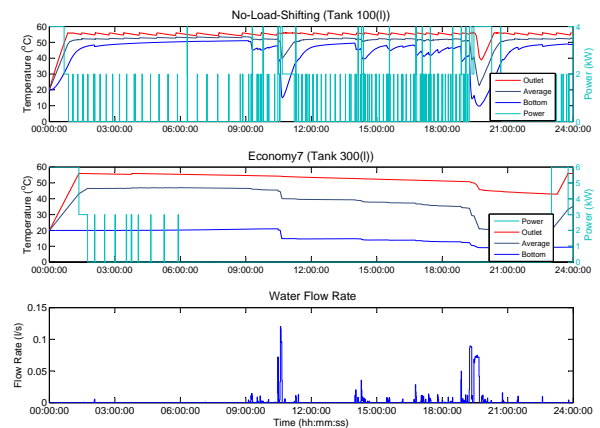 No-Load-Shifting (Tank 100(l))
Temperature (°C)
60
50
40
30
20
10
0
4
2
0
Power (kW)
Outlet
Average
Bottom
Power
00:00:00 03:00:00 06:00:00 09:00:00 12:00:00 15:00:00 18:00:00 21:00:00 24:00:00
Economy7 (Tank 300(l))
Temperature (°C)
60
50
40
30
20
10
0
6
5
4
3
2
1
0
Power (kW)
Power
Outlet
Average
Bottom
00:00:00 03:00:00 06:00:00 09:00:00 12:00:00 15:00:00 18:00:00 21:00:00 24:00:00
Water Flow Rate
Flow Rate (l/s)
0.15
0.1
0.05
0
00:00:00 03:00:00 06:00:00 09:00:00 12:00:00 15:00:00 18:00:00 21:00:00 24:00:00
Time (hh:mm:ss)